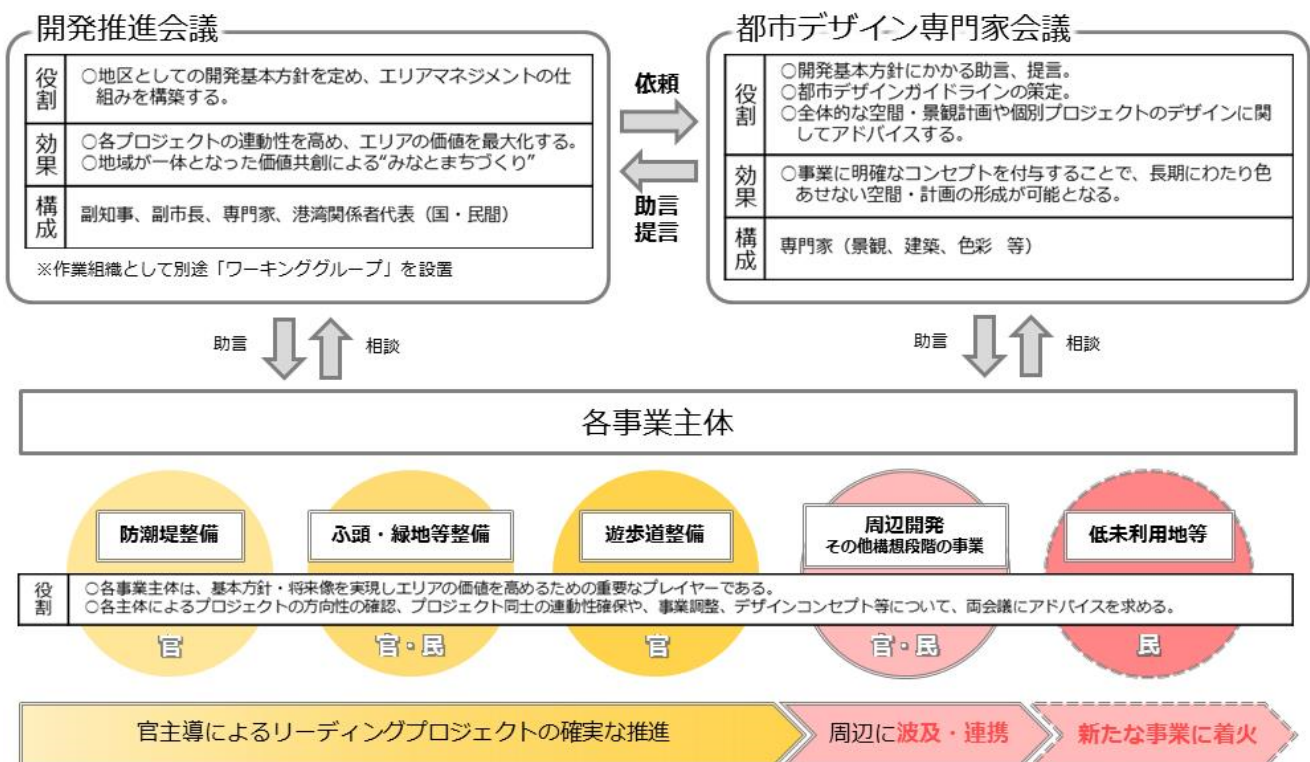 開発推進会議
役割
○地区としての開発基本方針を定め、エリアマネジメントの仕
組みを構築する。
効果
○各プロジェクトの連動性を高め、エリアの価値を最大化する。
○地域が一体となった価値共創による“みなとまちづくり”
構成
副知事、副市長、専門家、港湾関係者代表（国・民間）
※作業組織として別途「ワーキンググループ」を設置
依頼
助言
提言
都市デザイン専門家会議
役割
○開発基本方針にかかる助言、提言。
○都市デザインガイドラインの策定。
○全体的な空間・景観計画や個別プロジェクトのデザインに関
してアドバイスする。
効果
○事業に明確なコンセプトを付与することで、長期にわたり色
あせない空間・計画の形成が可能となる。
構成
専門家（景観、建築、色彩　等）
助言
相談
助言
相談
各事業主体
防潮堤整備
ふ頭・緑地等整備
遊歩道整備
周辺開発
その他構想段階の事業
低未利用地等
役割
○各事業主体は、基本方針・将来像を実現しエリアの価値を高めるための重要なプレイヤーである。
○各主体によるプロジェクトの方向性の確認、プロジェクト同士の連動性確保や、事業調整、デザインコンセプト等について、両会議にアドバイスを求める。
官
官・民
官
官・民
民
官主導によるリーディングプロジェクトの確実な推進
周辺に波及・連携
新たな事業に着火